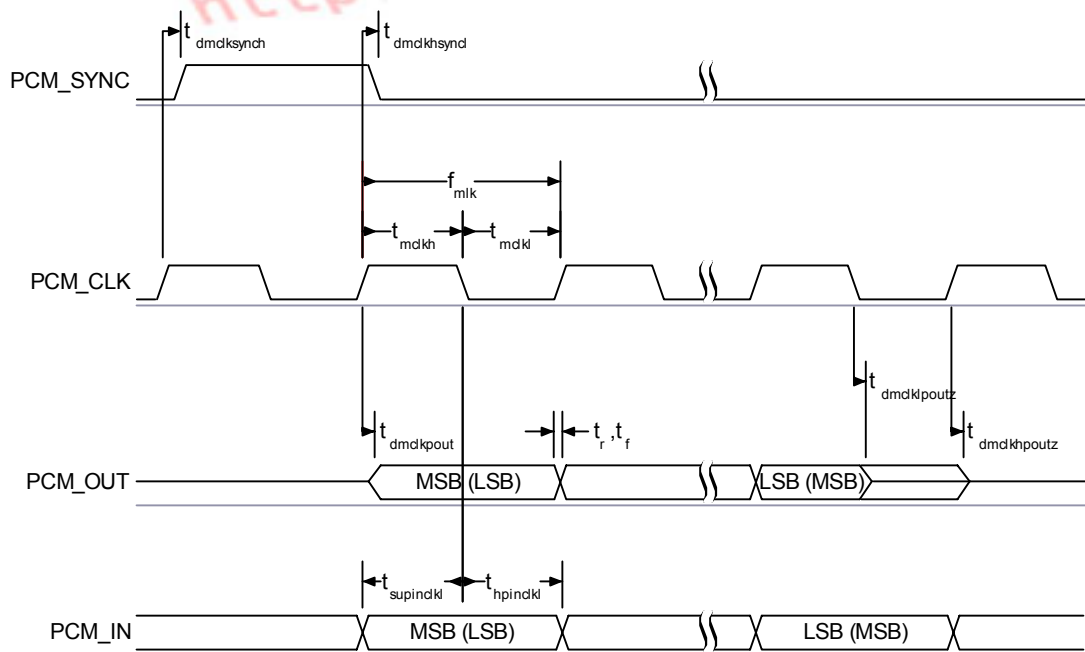 t dmclksynch
t dmclkhsyncl
PCM_SYNC
f mlk
t mclkh
t mclkl
PCM_CLK
t dmclklpoutz
t dmclkpout
t r ,t f
t dmclkhpoutz
PCM_OUT
MSB (LSB)
LSB (MSB)
t supinclkl
t hpinclkl
PCM_IN
MSB (LSB)
LSB (MSB)